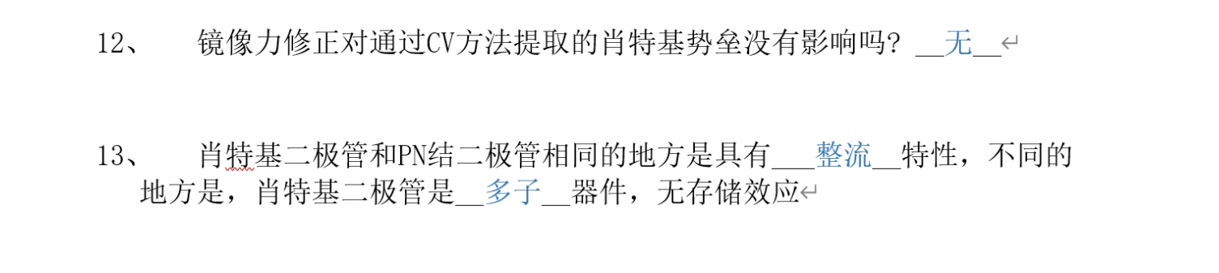 12、 镜像力修正对通过CV方法提取的肖特基势垒没有影响吗? __无__↵
13、 肖特基二极管和PN结二极管相同的地方是具有___整流__特性，不同的
地方是，肖特基二极管是__多子__器件，无存储效应↵